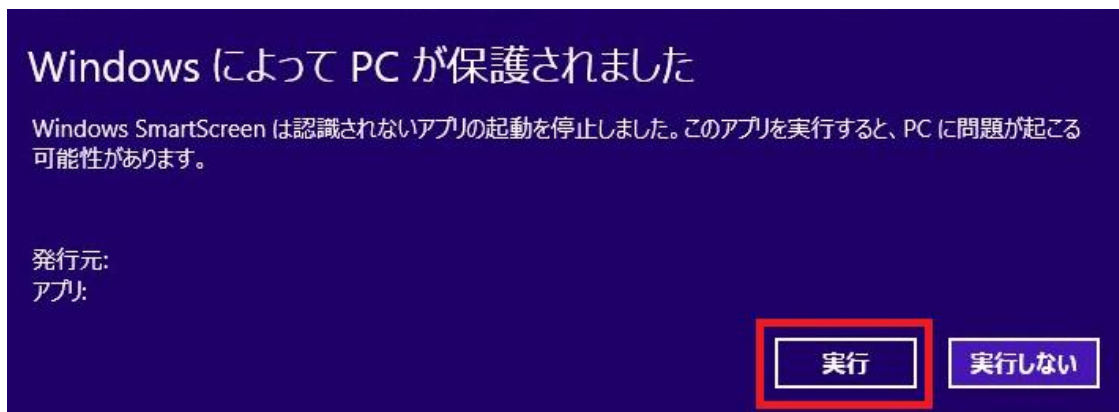 Windows によって PC が保護されました
Windows SmartScreen は認識されないアプリの起動を停止しました。このアプリを実行すると、PC に問題が起こる
可能性があります。
発行元:
アプリ:
実行 実行しない